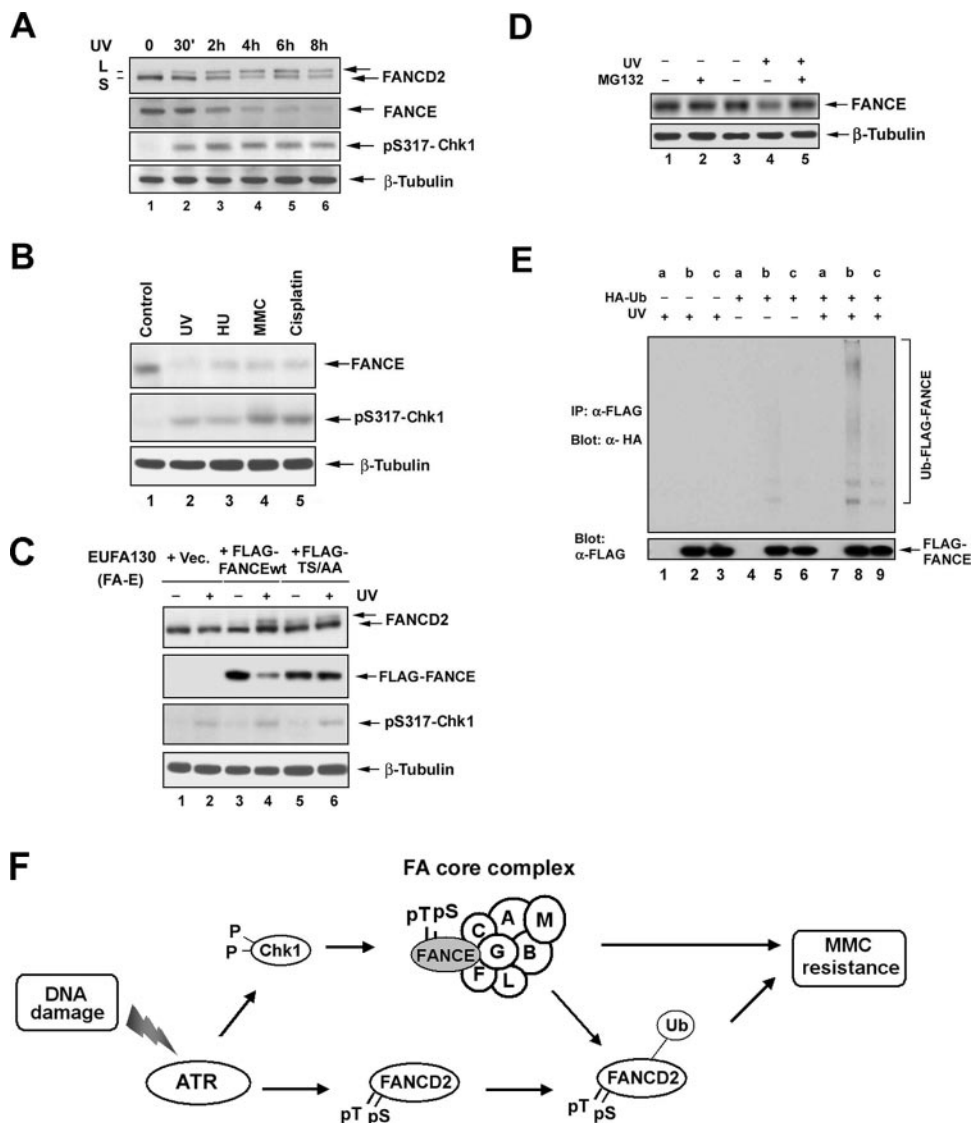 A
UV 0 30' 2h 4h 6h 8h
L
S
FANCD2
FANCE
pS317-Chk1
β-Tubulin
1 2 3 4 5 6
B
Control UV HU MMC Cisplatin
FANCE
pS317-Chk1
β-Tubulin
1 2 3 4 5
C
EUFA130 (FA-E)
+ Vec.
+ FLAG-FANCEwt
+ FLAG-TS/AA
– + – + – + UV
FANCD2
FLAG-FANCE
pS317-Chk1
β-Tubulin
1 2 3 4 5 6
D
UV – – – + +
MG132 – + – – +
FANCE
β-Tubulin
1 2 3 4 5
E
a b c a b c a b c
HA-Ub – – – + + + + + +
UV + + + – – – + + +
IP: α-FLAG
Blot: α- HA
Ub-FLAG-FANCE
Blot: α-FLAG
FLAG-FANCE
1 2 3 4 5 6 7 8 9
F
FA core complex
P
P
Chk1
pT pS
FANCE
C A M
G B
F L
MMC resistance
DNA damage
ATR
FANCD2
pT pS
Ub
FANCD2
pT pS